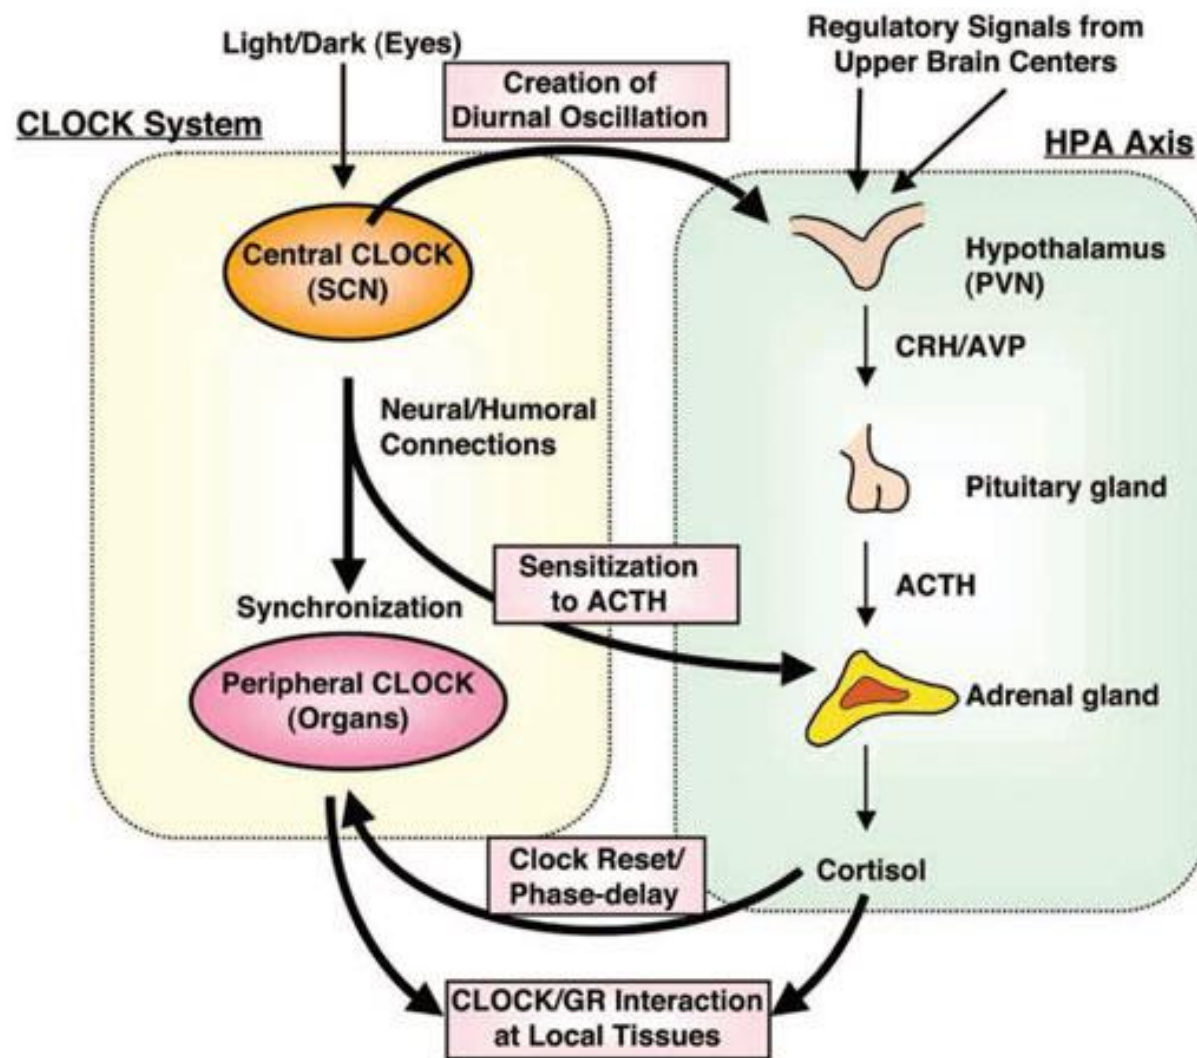 Light/Dark (Eyes)
Regulatory Signals from
Upper Brain Centers
Creation of
Diurnal Oscillation
CLOCK System
HPA Axis
Central CLOCK
(SCN)
Hypothalamus
(PVN)
CRH/AVP
Neural/Humoral
Connections
Pituitary gland
Sensitization
to ACTH
ACTH
Synchronization
Peripheral CLOCK
(Organs)
Adrenal gland
Clock Reset/
Phase-delay
Cortisol
CLOCK/GR Interaction
at Local Tissues